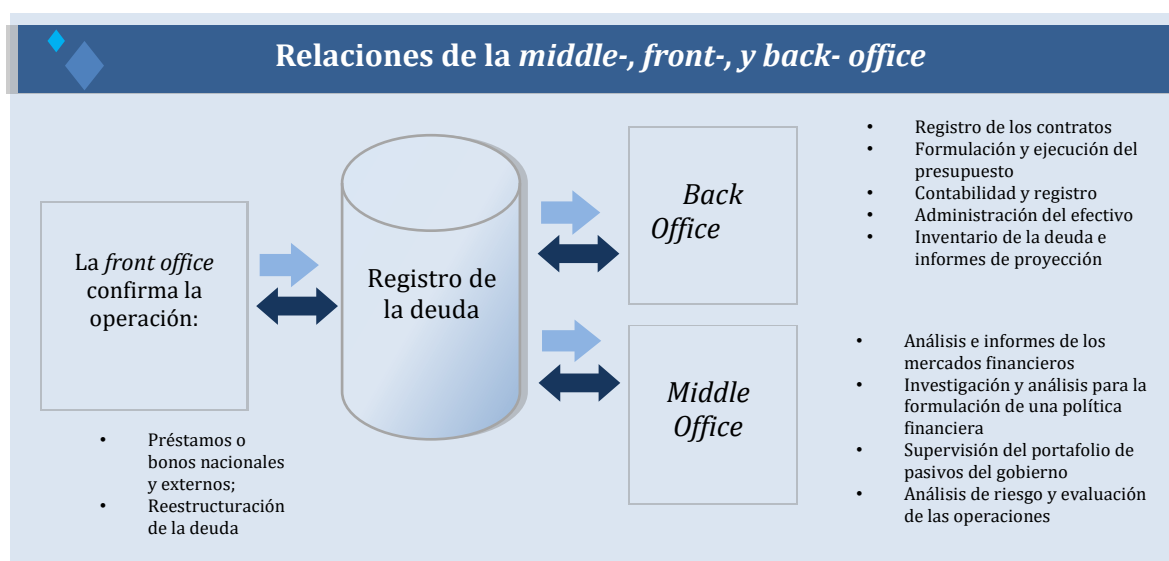 Relaciones de la middle-, front-, y back- office
La front office
confirma la
operación:
• Préstamos o
bonos nacionales
y externos;
• Reestructuración
de la deuda
Registro de
la deuda
Back
Office
• Registro de los contratos
• Formulación y ejecución del
presupuesto
• Contabilidad y registro
• Administración del efectivo
• Inventario de la deuda e
informes de proyección
Middle
Office
• Análisis e informes de los
mercados financieros
• Investigación y análisis para la
formulación de una política
financiera
• Supervisión del portafolio de
pasivos del gobierno
• Análisis de riesgo y evaluación
de las operaciones